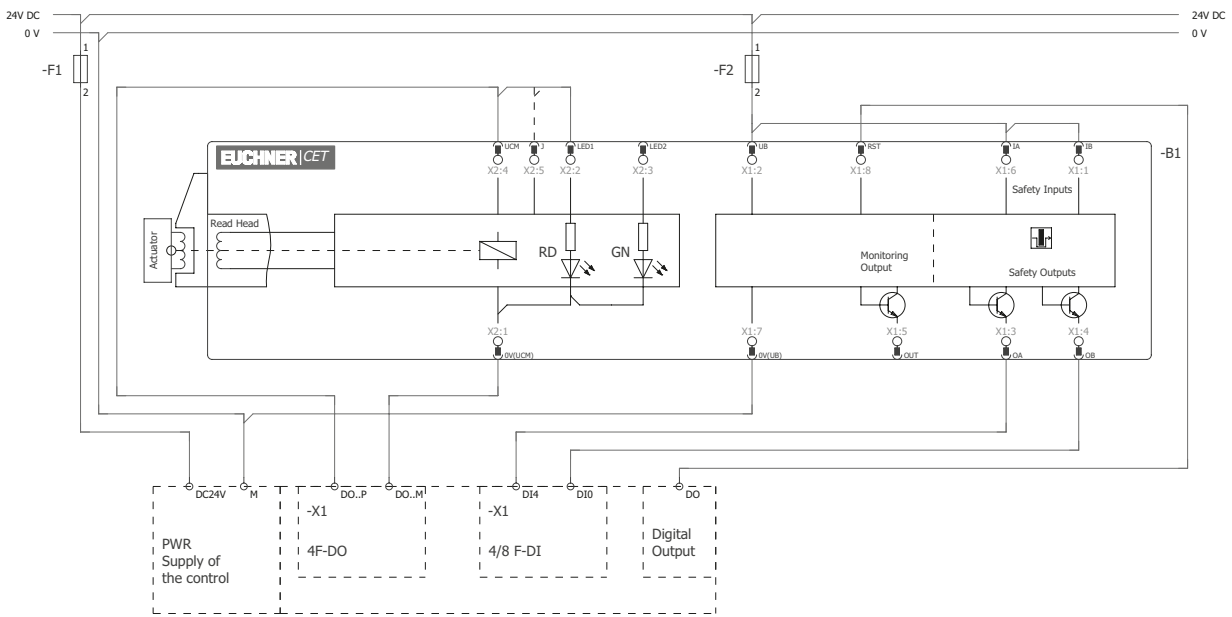 24V DC
24V DC
0 V
0 V
1
-F1
2
1
-F2
2
EUCHNER CET
UCM
J
LED1
LED2
UB
RST
IA
IB
-B1
X2:4
X2:5
X2:2
X2:3
X1:2
X1:8
X1:6
X1:1
Safety Inputs
Actuator
Read Head
RD
GN
Monitoring
Output
Safety Outputs
X2:1
X1:7
X1:5
X1:3
X1:4
0V(UCM)
0V(UB)
OUT
OA
OB
DC24V
M
DO..P
DO..M
DI4
DI0
DO
PWR
Supply of
the control
-X1
4F-DO
-X1
4/8 F-DI
Digital
Output